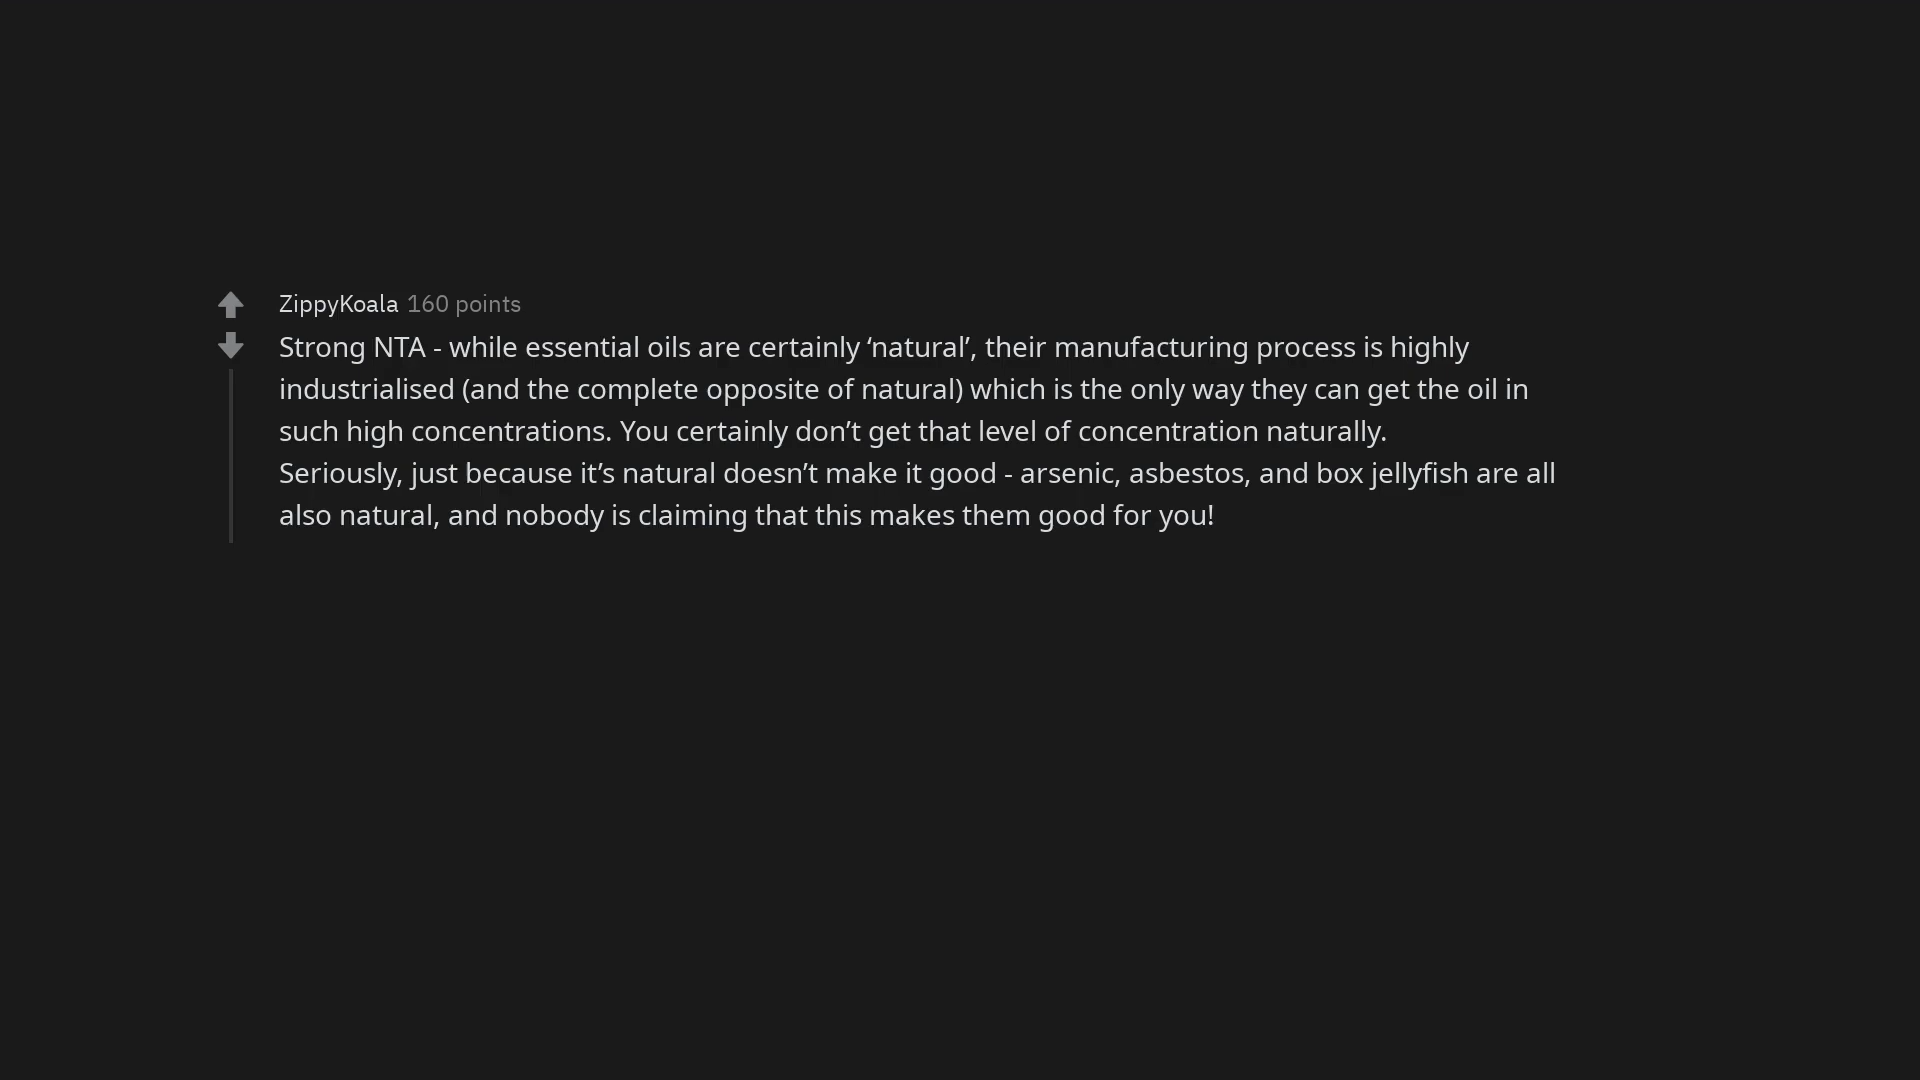 ZippyKoala 160 points
Strong NTA - while essential oils are certainly ‘natural’, their manufacturing process is highly
industrialised (and the complete opposite of natural) which is the only way they can get the oil in
such high concentrations. You certainly don’t get that level of concentration naturally.
Seriously, just because it’s natural doesn’t make it good - arsenic, asbestos, and box jellyfish are all
also natural, and nobody is claiming that this makes them good for you!